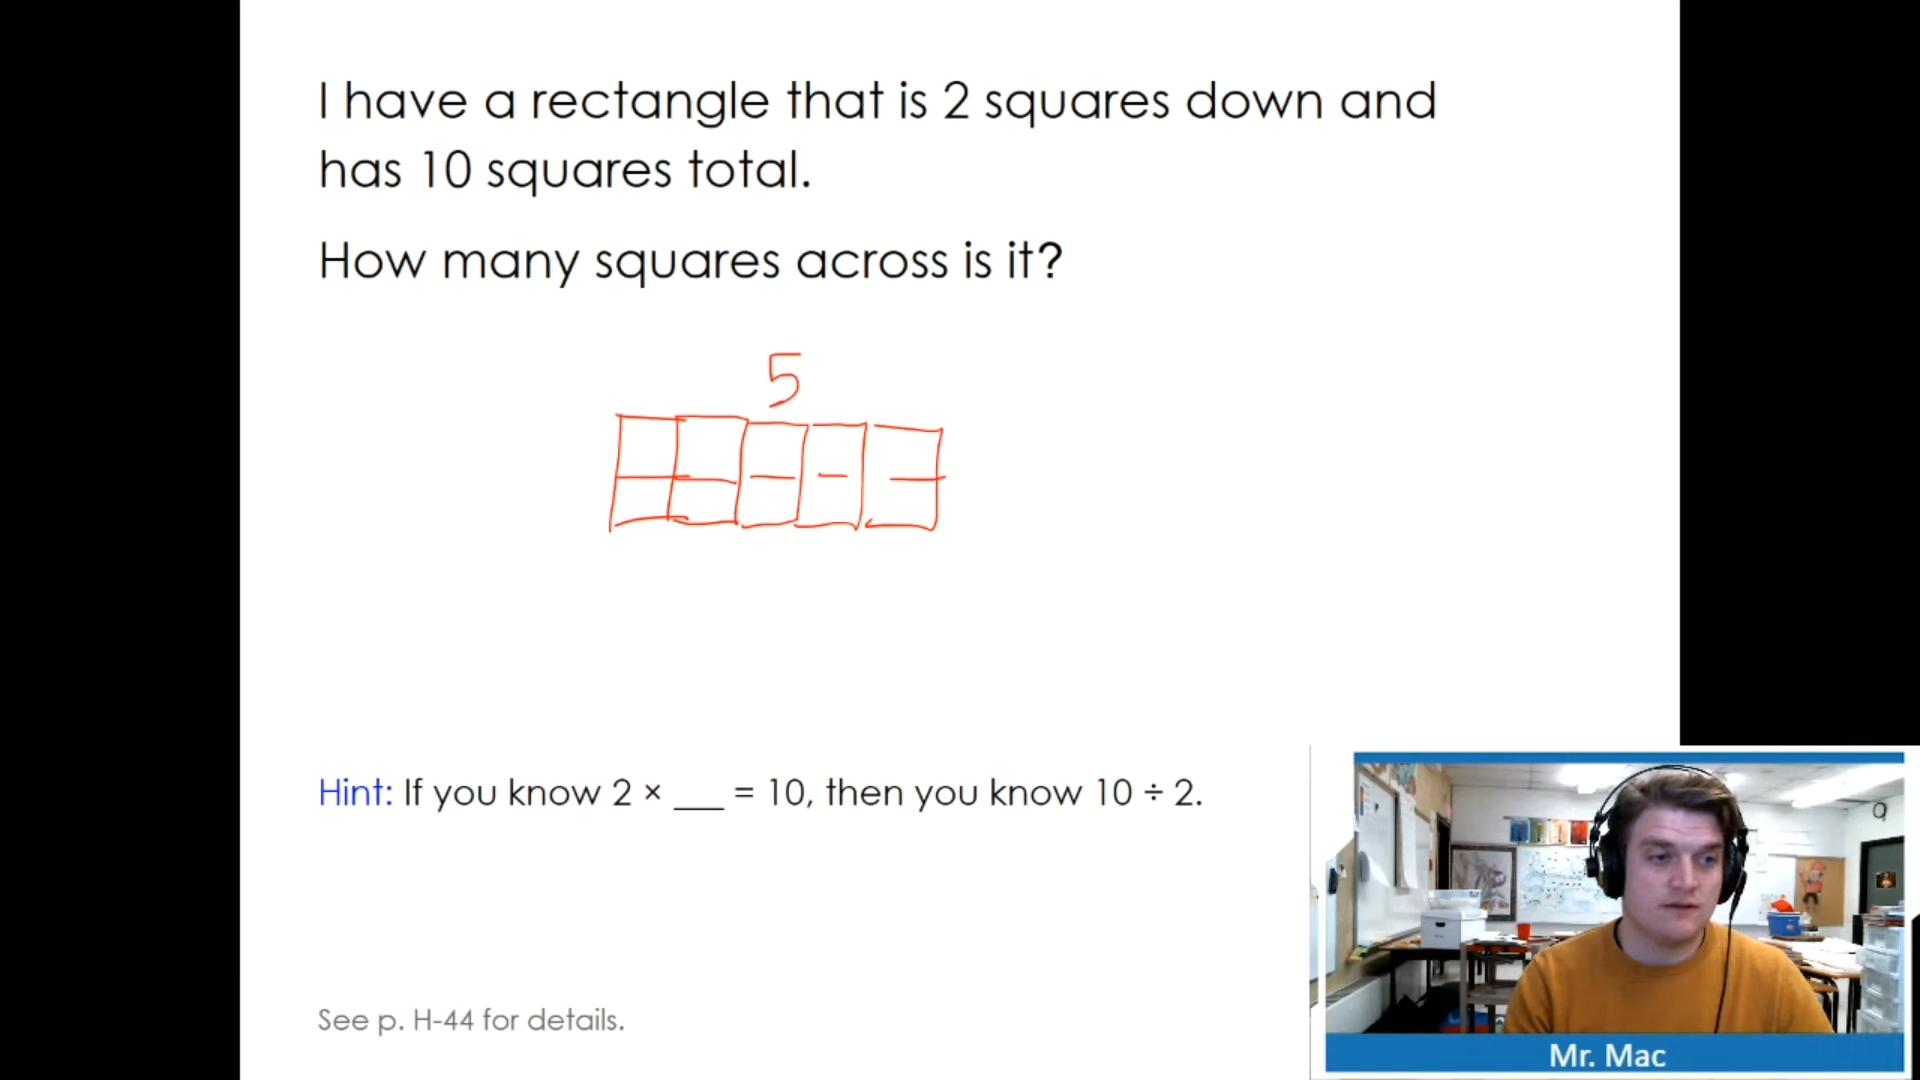 I have a rectangle that is 2 squares down and
has 10 squares total.
How many squares across is it?
5
Hint: If you know 2 × ___ = 10, then you know 10 ÷ 2.
See p. H-44 for details.
Mr. Mac